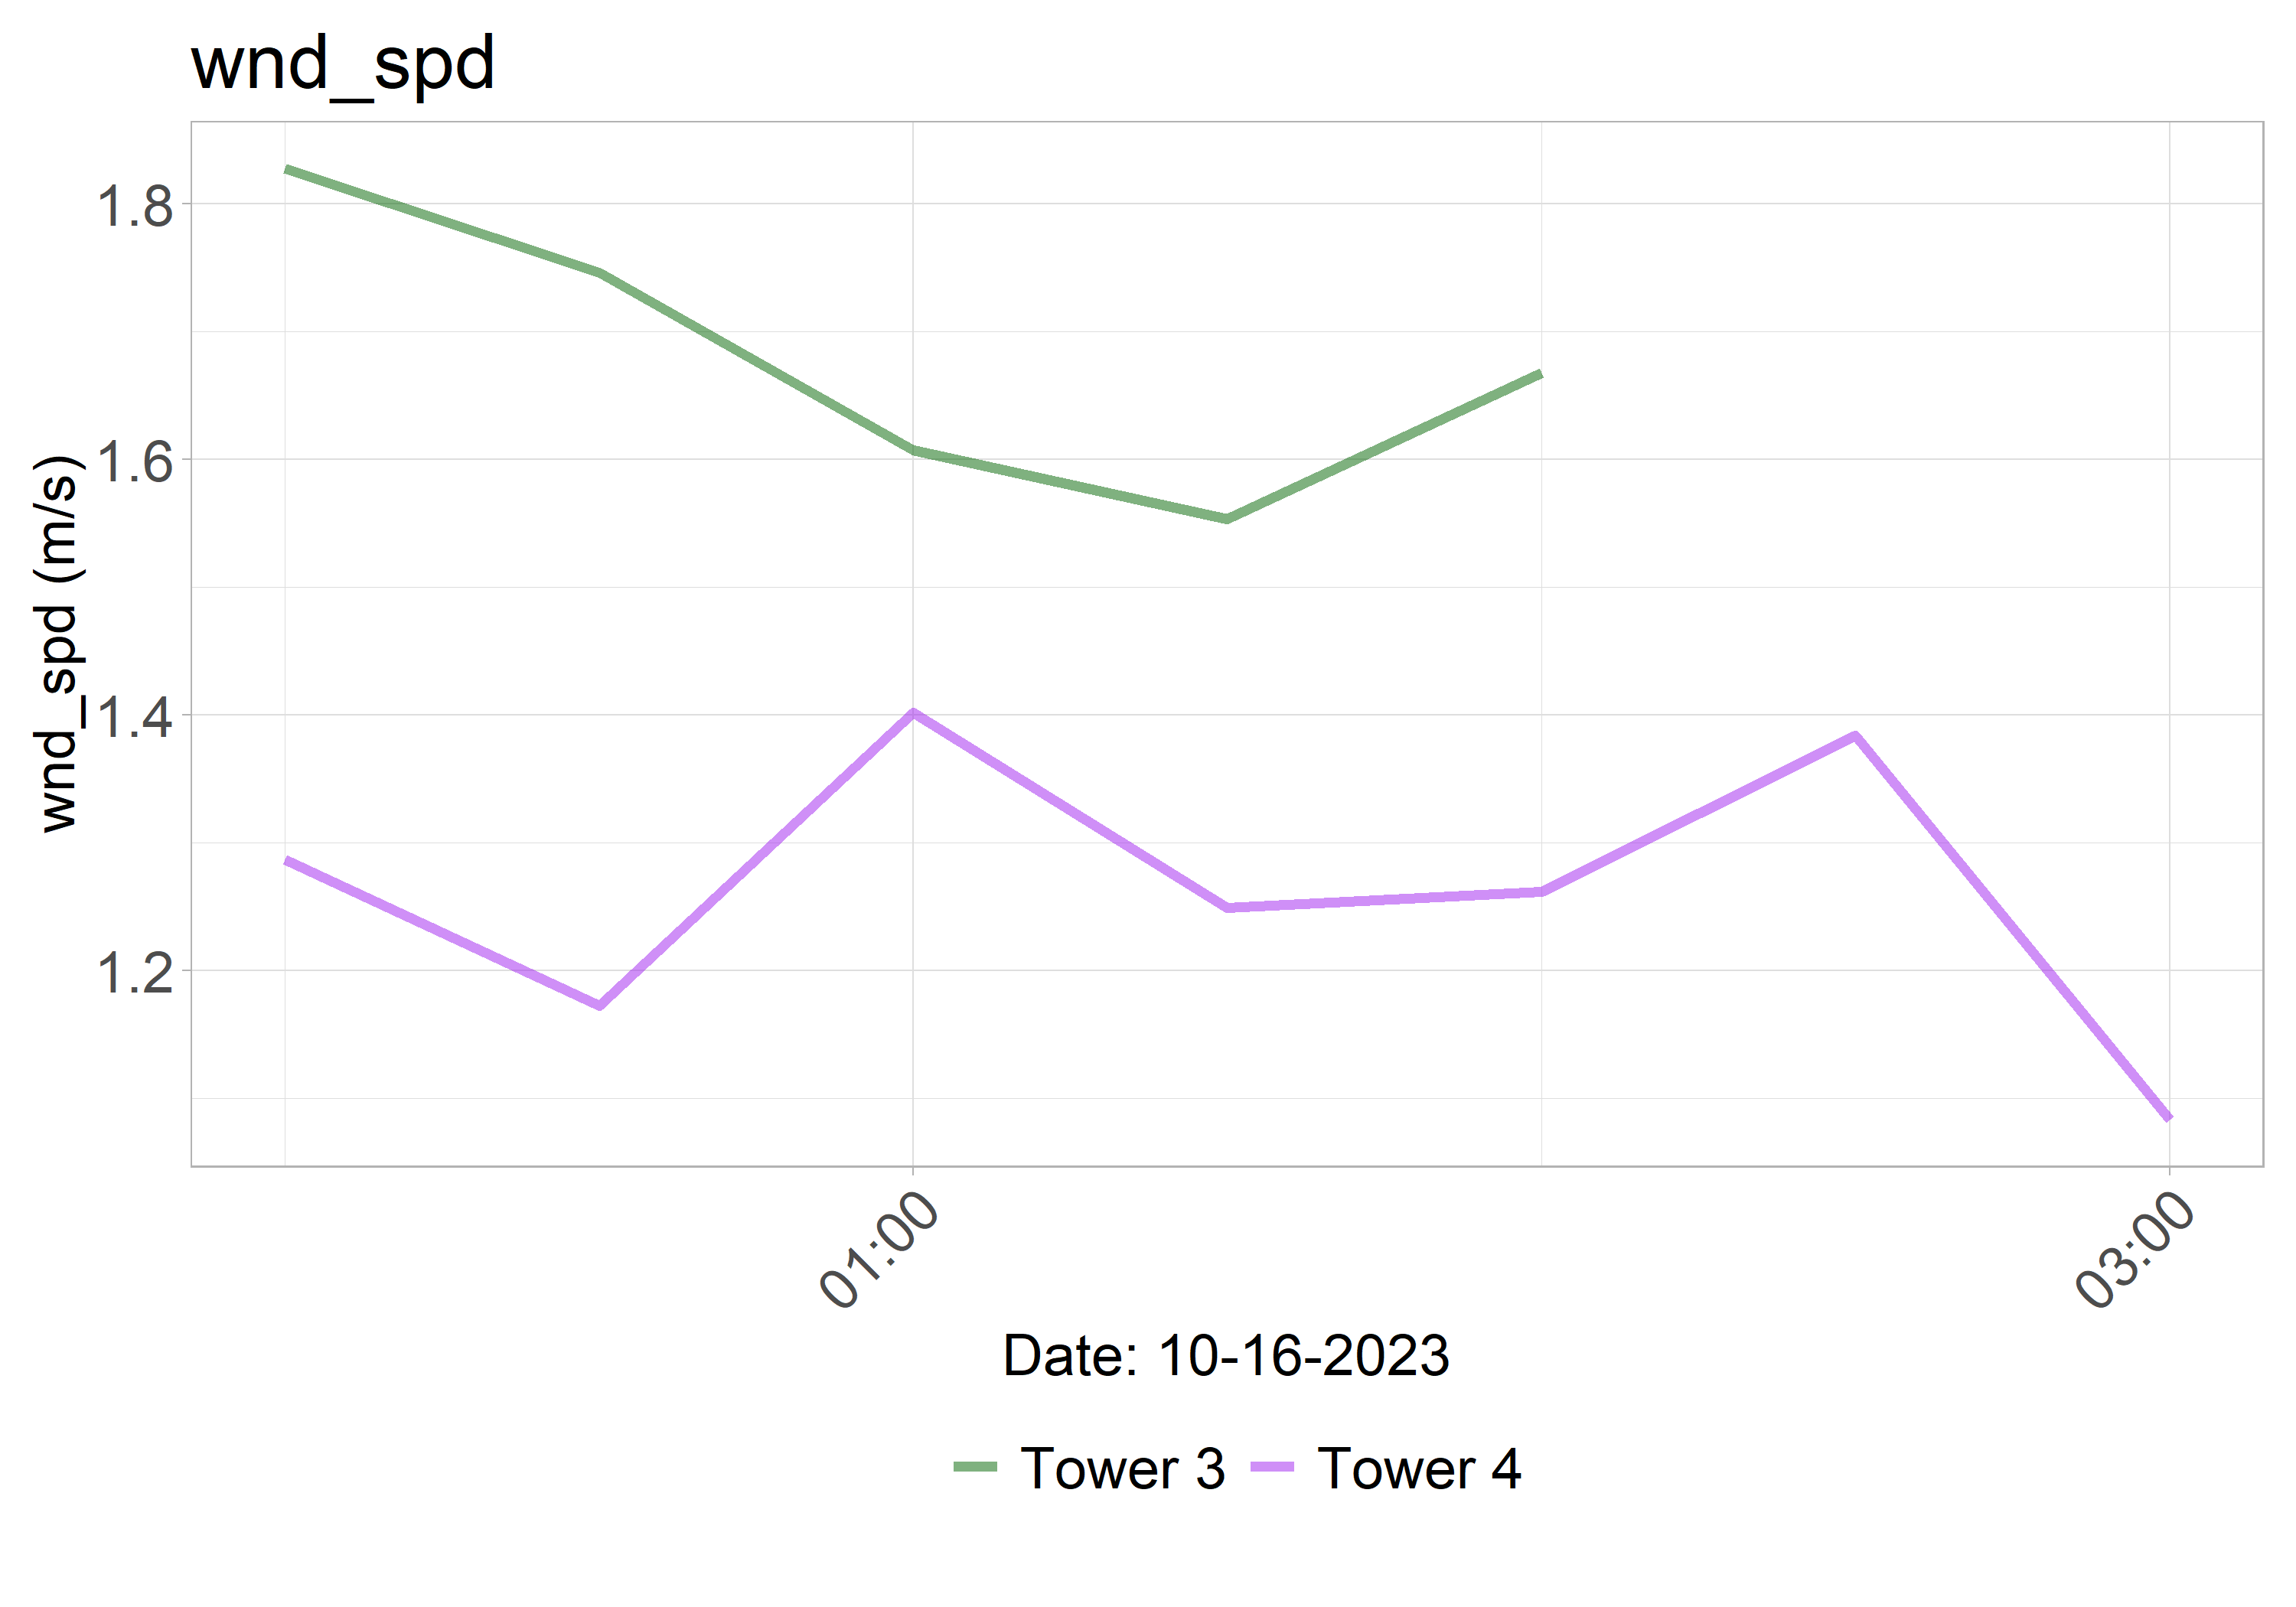 wnd_spd
wnd_spd (m/s)
1.8
1.6
1.4
1.2
01:00
03:00
Date: 10-16-2023
Tower 3 Tower 4